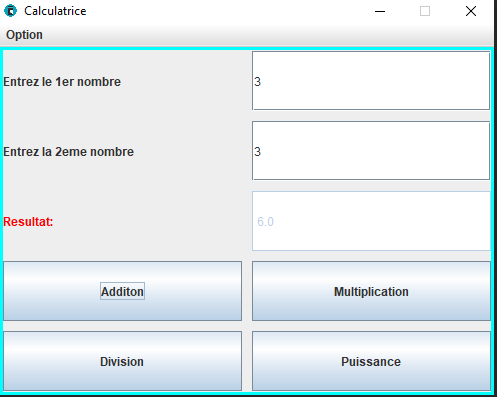 Calculatrice
Option
Entrez le 1er nombre
3
Entrez la 2eme nombre
3
Resultat:
6.0
Additon
Multiplication
Division
Puissance